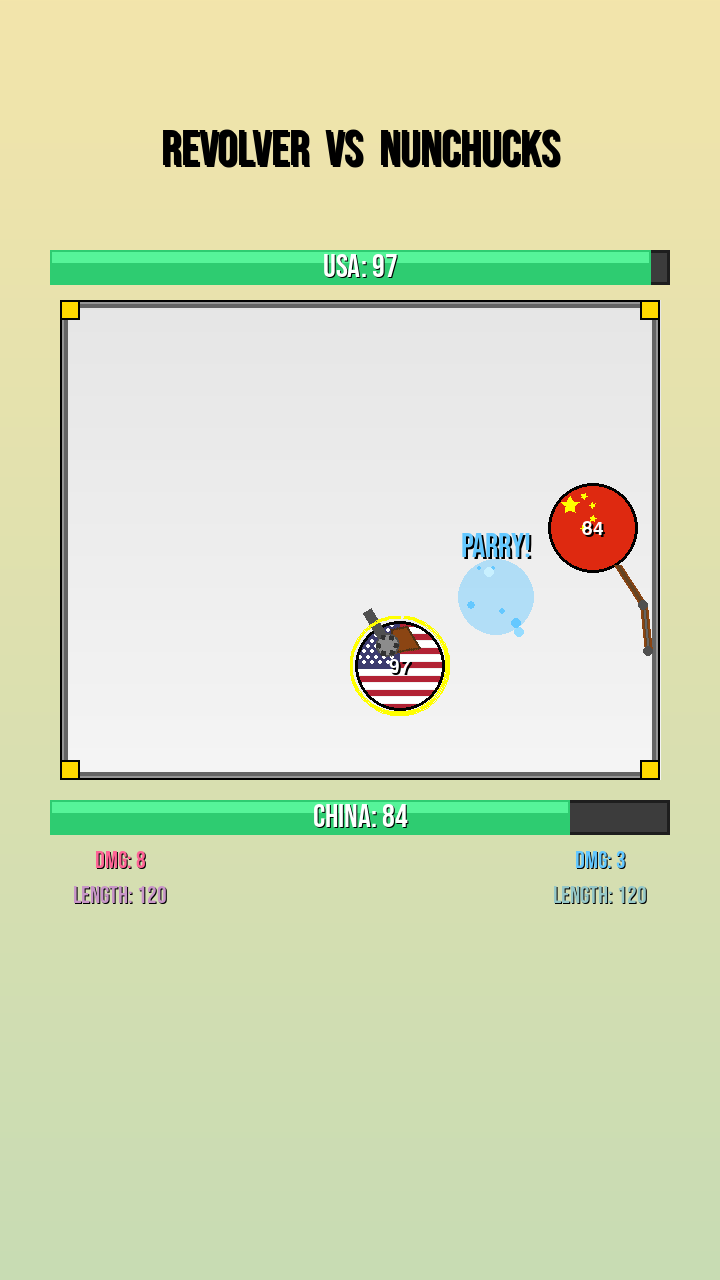 REVOLVER VS NUNCHUCKS
USA: 97
84
PARRY!
97
CHINA: 84
DMG: 8
DMG: 3
LENGTH: 120
LENGTH: 120